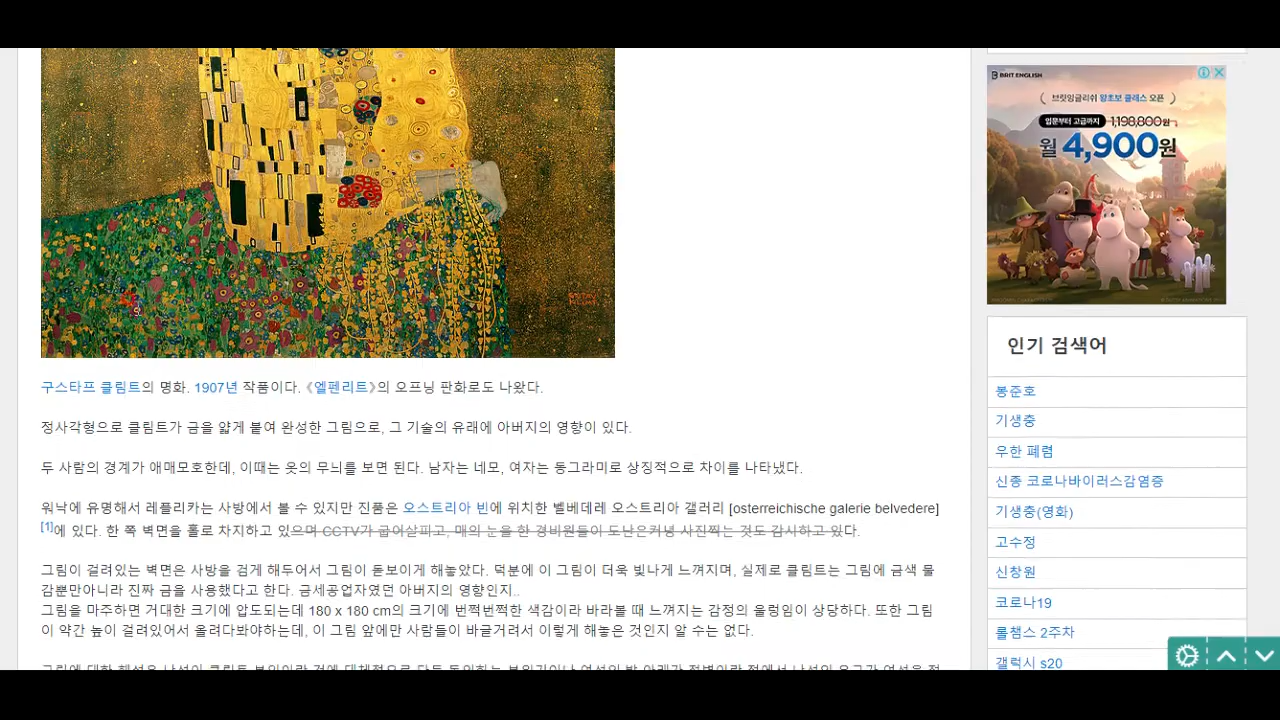 구스타프 클림트의 명화. 1907년 작품이다. 《엘펜리트》의 오프닝 판화로도 나왔다.
정사각형으로 클림트가 금을 얇게 붙여 완성한 그림으로, 그 기술의 유래에 아버지의 영향이 있다.
두 사람의 경계가 애매모호한데, 이때는 옷의 무늬를 보면 된다. 남자는 네모, 여자는 동그라미로 상징적으로 차이를 나타냈다.
워낙에 유명해서 레플리카는 사방에서 볼 수 있지만 진품은 오스트리아 빈에 위치한 벨베데레 오스트리아 갤러리 [osterreichische galerie belvedere]
[1]에 있다. 한 쪽 벽면을 홀로 차지하고 있으며 CCTV가 굽어살피고, 매의 눈을 한 경비원들이 도난은커녕 사진찍는 것도 감시하고 있다.
그림이 걸려있는 벽면은 사방을 검게 해두어서 그림이 돋보이게 해놓았다. 덕분에 이 그림이 더욱 빛나게 느껴지며, 실제로 클림트는 그림에 금색 물
감뿐만아니라 진짜 금을 사용했다고 한다. 금세공업자였던 아버지의 영향인지..
그림을 마주하면 거대한 크기에 압도되는데 180 x 180 cm의 크기에 번쩍번쩍한 색감이라 바라볼 때 느껴지는 감정의 울렁임이 상당하다. 또한 그림
이 약간 높이 걸려있어서 올려다봐야하는데, 이 그림 앞에만 사람들이 바글거려서 이렇게 해놓은 것인지 알 수는 없다.
BRIT ENGLISH
( 브릿잉글리쉬 왕초보 클래스 오픈 )
입문부터 고급까지 1,198,800원
월 4,900원
인기 검색어
봉준호
기생충
우한 폐렴
신종 코로나바이러스감염증
기생충(영화)
고수정
신창원
코로나19
롤챔스 2주차
갤럭시 s20